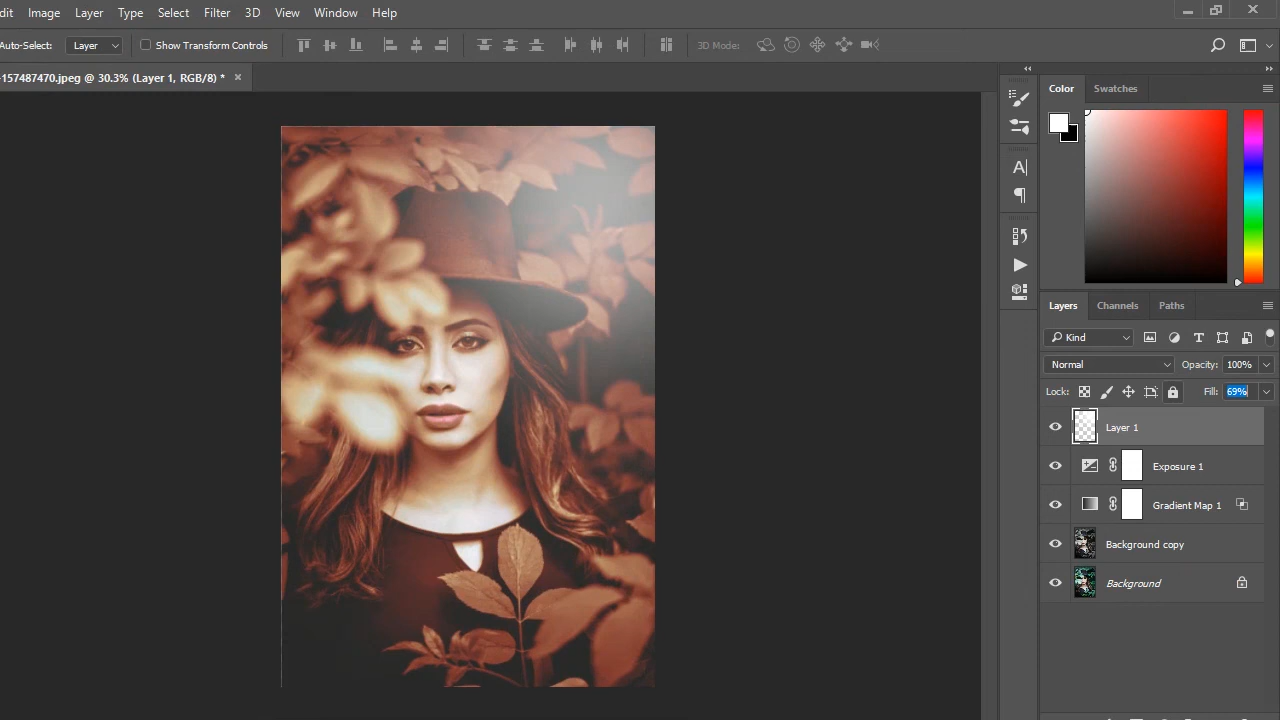 dit Image Layer Type Select Filter 3D View Window Help
Auto-Select: Layer Show Transform Controls 3D Mode:
-157487470.jpeg @ 30.3% (Layer 1, RGB/8) * ×
Color Swatches
A|
Layers Channels Paths
Kind T
Normal Opacity: 100%
Lock: Fill: 69%
Layer 1
Exposure 1
Gradient Map 1
Background copy
Background